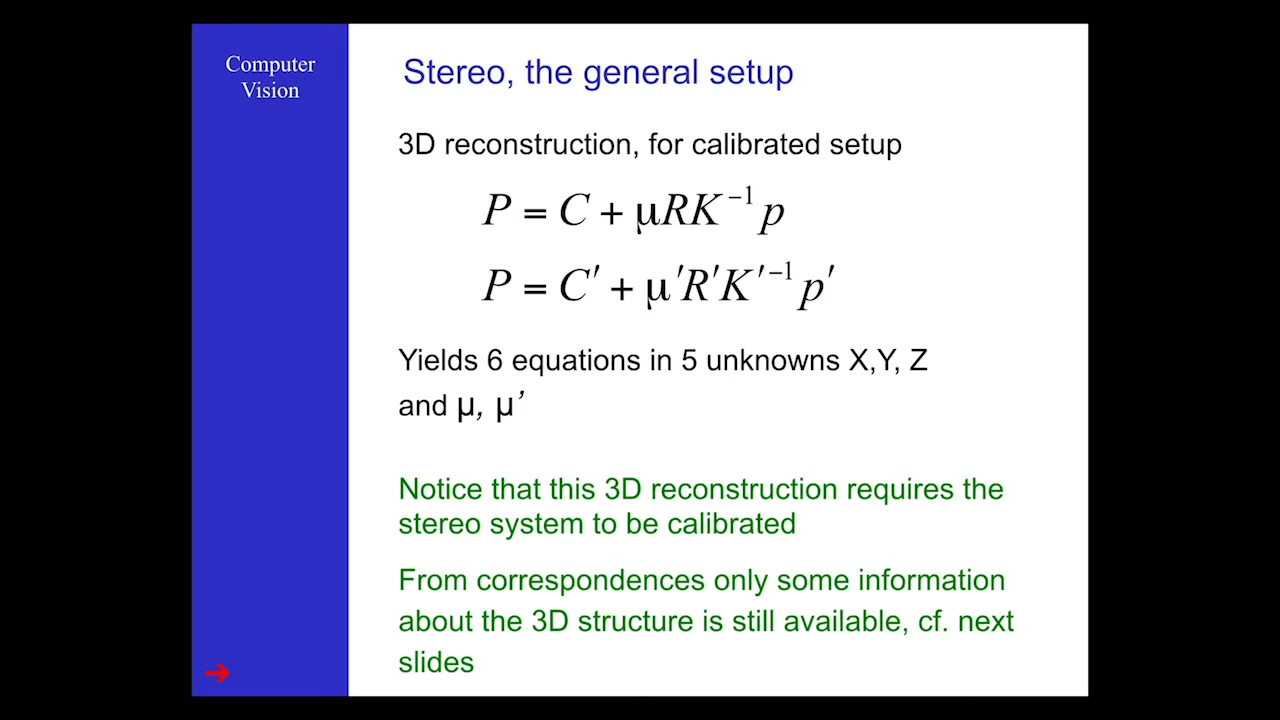 Computer
Vision
Stereo, the general setup
3D reconstruction, for calibrated setup
P = C + μRK⁻¹p
P = C′ + μ′R′K′⁻¹p′
Yields 6 equations in 5 unknowns X,Y, Z
and μ, μ’
Notice that this 3D reconstruction requires the
stereo system to be calibrated
From correspondences only some information
about the 3D structure is still available, cf. next
slides